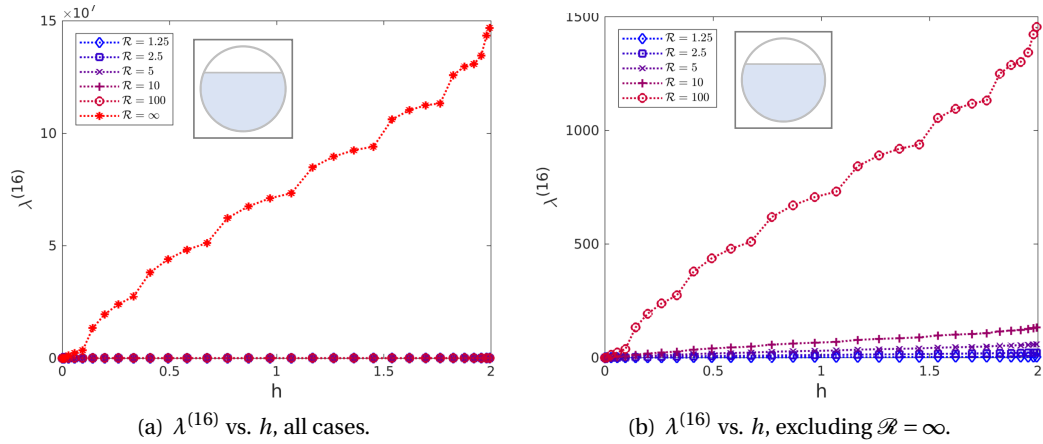 15 ×10⁷
ℛ = 1.25
ℛ = 2.5
ℛ = 5
ℛ = 10
ℛ = 100
ℛ = ∞
10
5
0
λ⁽¹⁶⁾
0 0.5 1 1.5 2
h
(a) λ⁽¹⁶⁾ vs. h, all cases.
1500
ℛ = 1.25
ℛ = 2.5
ℛ = 5
ℛ = 10
ℛ = 100
1000
500
0
λ⁽¹⁶⁾
0 0.5 1 1.5 2
h
(b) λ⁽¹⁶⁾ vs. h, excluding ℛ = ∞.